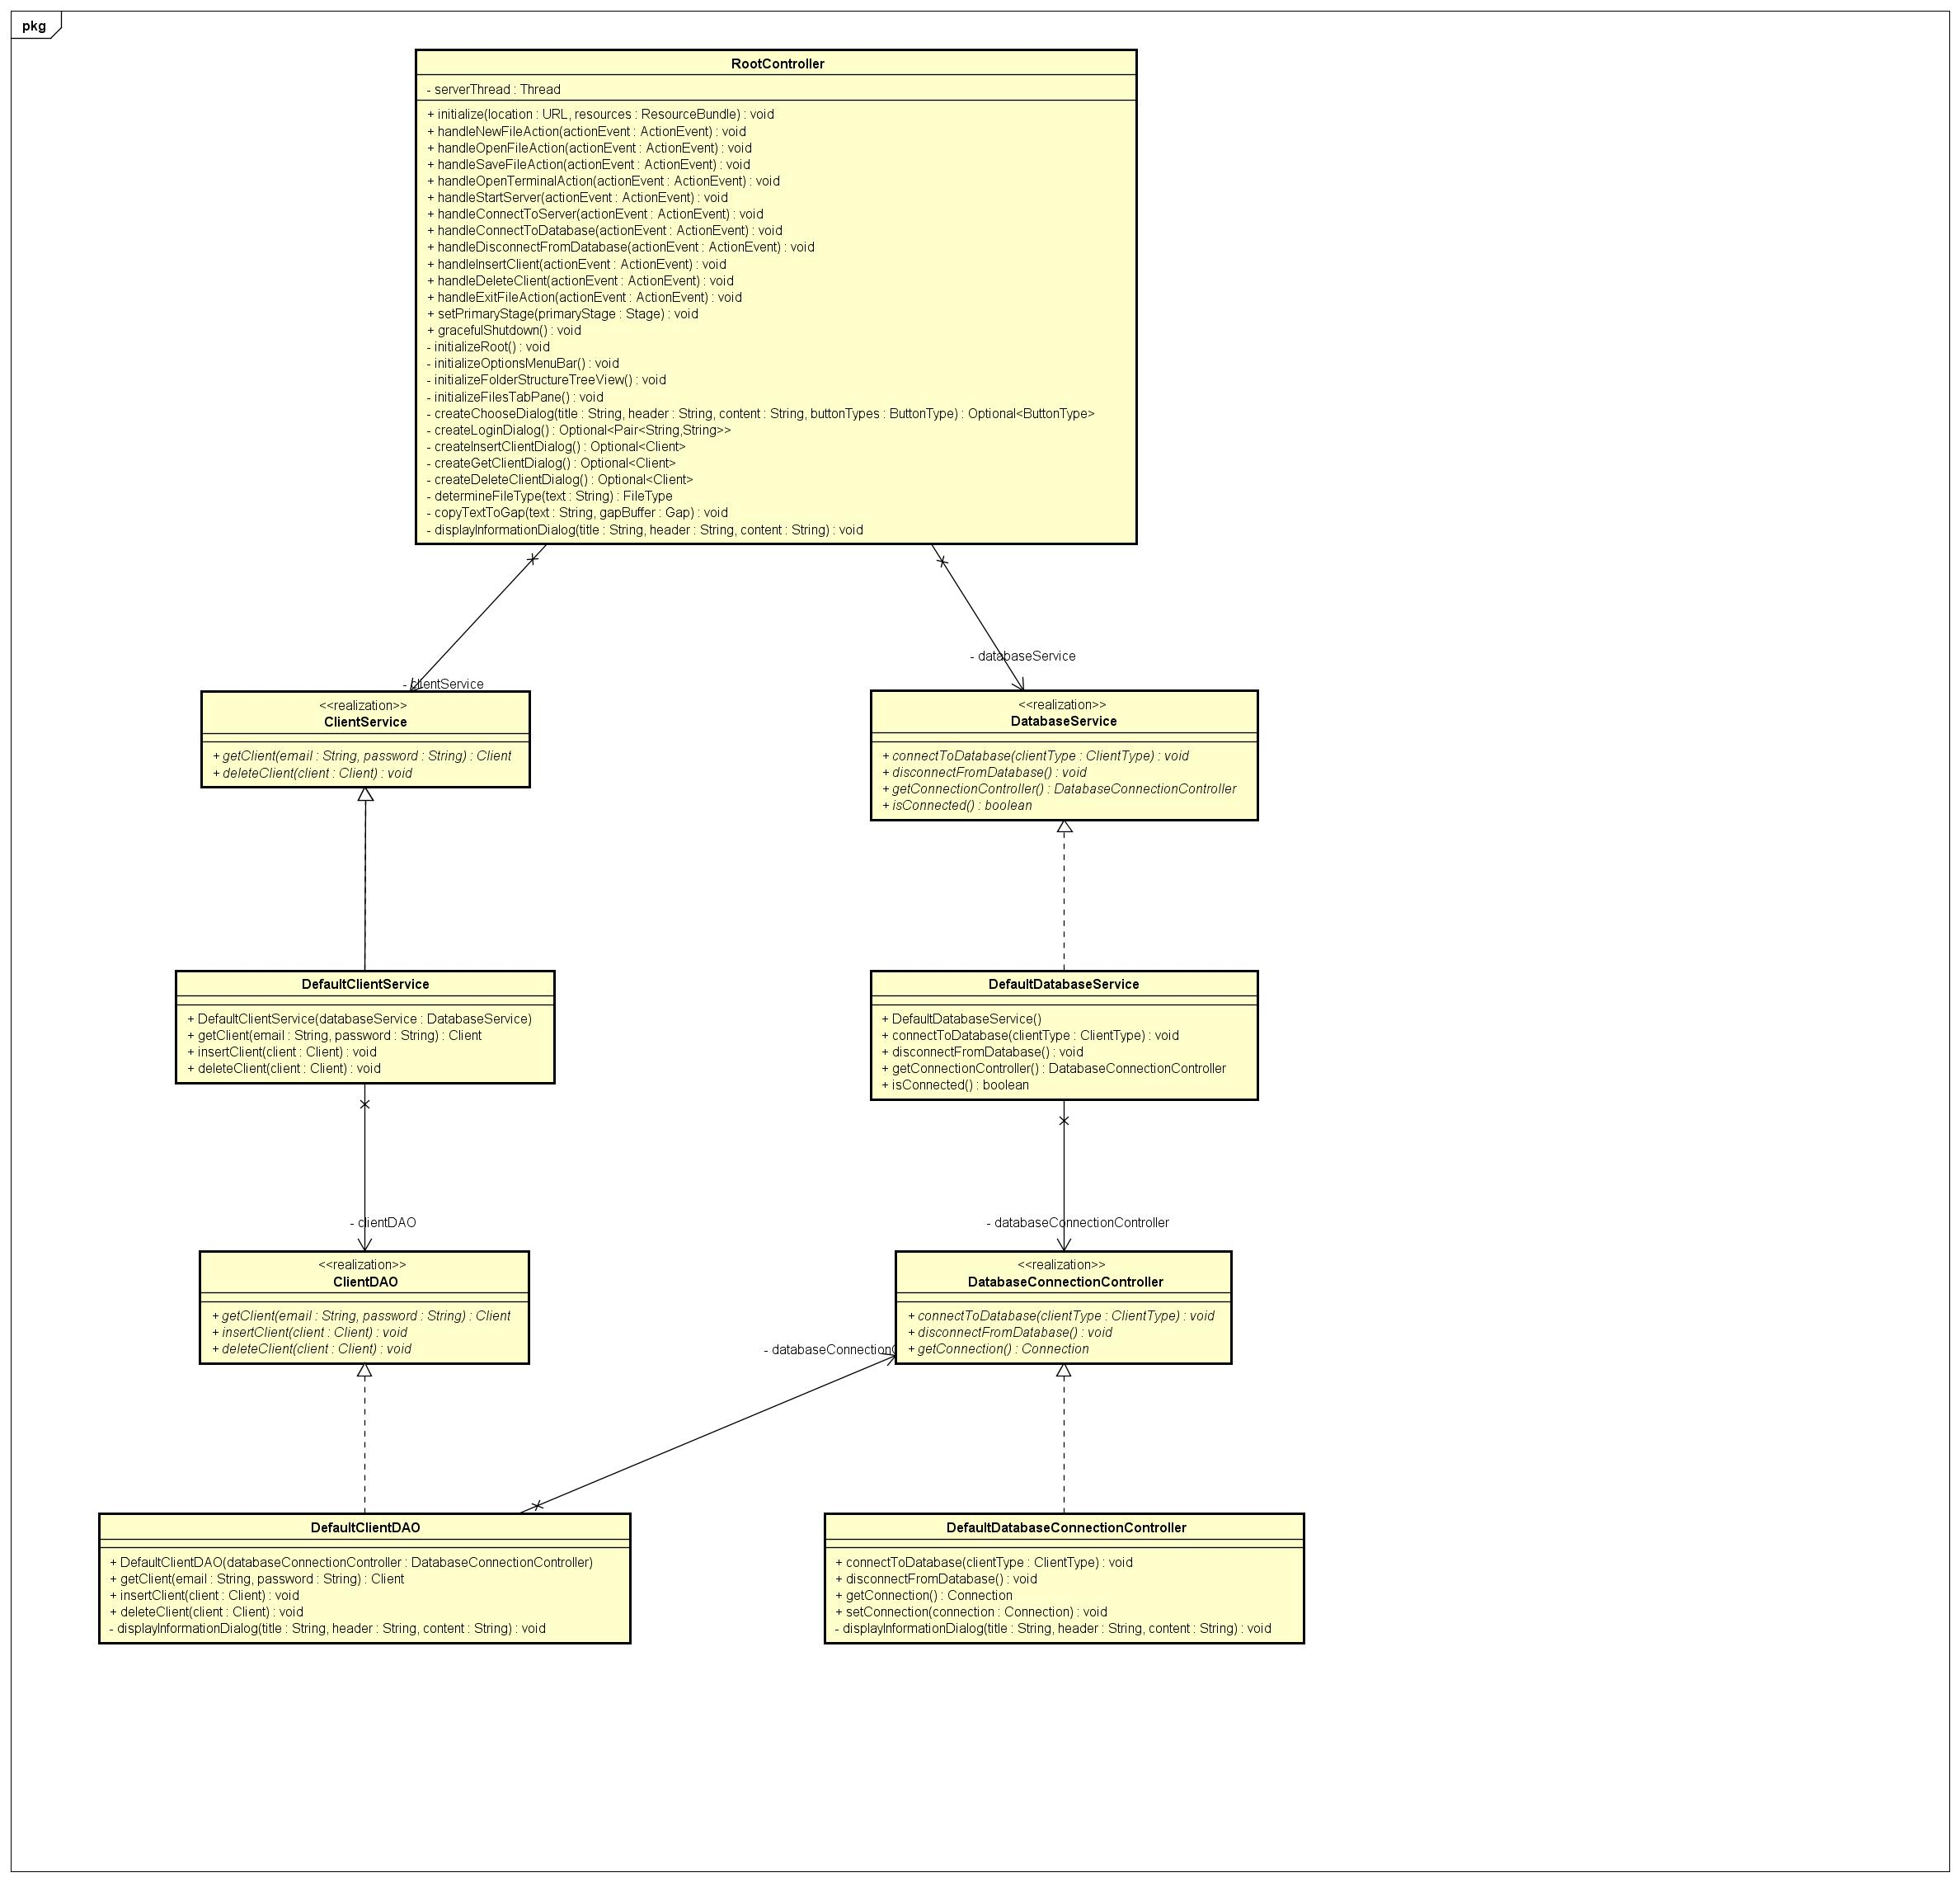 pkg
RootController
- serverThread : Thread
+ initialize(location : URL, resources : ResourceBundle) : void
+ handleNewFileAction(actionEvent : ActionEvent) : void
+ handleOpenFileAction(actionEvent : ActionEvent) : void
+ handleSaveFileAction(actionEvent : ActionEvent) : void
+ handleOpenTerminalAction(actionEvent : ActionEvent) : void
+ handleStartServer(actionEvent : ActionEvent) : void
+ handleConnectToServer(actionEvent : ActionEvent) : void
+ handleConnectToDatabase(actionEvent : ActionEvent) : void
+ handleDisconnectFromDatabase(actionEvent : ActionEvent) : void
+ handleInsertClient(actionEvent : ActionEvent) : void
+ handleDeleteClient(actionEvent : ActionEvent) : void
+ handleExitFileAction(actionEvent : ActionEvent) : void
+ setPrimaryStage(primaryStage : Stage) : void
+ gracefulShutdown() : void
- initializeRoot() : void
- initializeOptionsMenuBar() : void
- initializeFolderStructureTreeView() : void
- initializeFilesTabPane() : void
- createChooseDialog(title : String, header : String, content : String, buttonTypes : ButtonType) : Optional<ButtonType>
- createLoginDialog() : Optional<Pair<String,String>>
- createInsertClientDialog() : Optional<Client>
- createGetClientDialog() : Optional<Client>
- createDeleteClientDialog() : Optional<Client>
- determineFileType(text : String) : FileType
- copyTextToGap(text : String, gapBuffer : Gap) : void
- displayInformationDialog(title : String, header : String, content : String) : void
- databaseService
- clientService
<<realization>>
ClientService
+ getClient(email : String, password : String) : Client
+ deleteClient(client : Client) : void
<<realization>>
DatabaseService
+ connectToDatabase(clientType : ClientType) : void
+ disconnectFromDatabase() : void
+ getConnectionController() : DatabaseConnectionController
+ isConnected() : boolean
DefaultClientService
+ DefaultClientService(databaseService : DatabaseService)
+ getClient(email : String, password : String) : Client
+ insertClient(client : Client) : void
+ deleteClient(client : Client) : void
DefaultDatabaseService
+ DefaultDatabaseService()
+ connectToDatabase(clientType : ClientType) : void
+ disconnectFromDatabase() : void
+ getConnectionController() : DatabaseConnectionController
+ isConnected() : boolean
- clientDAO
- databaseConnectionController
<<realization>>
ClientDAO
+ getClient(email : String, password : String) : Client
+ insertClient(client : Client) : void
+ deleteClient(client : Client) : void
<<realization>>
DatabaseConnectionController
+ connectToDatabase(clientType : ClientType) : void
+ disconnectFromDatabase() : void
+ getConnection() : Connection
- databaseConnection
DefaultClientDAO
+ DefaultClientDAO(databaseConnectionController : DatabaseConnectionController)
+ getClient(email : String, password : String) : Client
+ insertClient(client : Client) : void
+ deleteClient(client : Client) : void
- displayInformationDialog(title : String, header : String, content : String) : void
DefaultDatabaseConnectionController
+ connectToDatabase(clientType : ClientType) : void
+ disconnectFromDatabase() : void
+ getConnection() : Connection
+ setConnection(connection : Connection) : void
- displayInformationDialog(title : String, header : String, content : String) : void